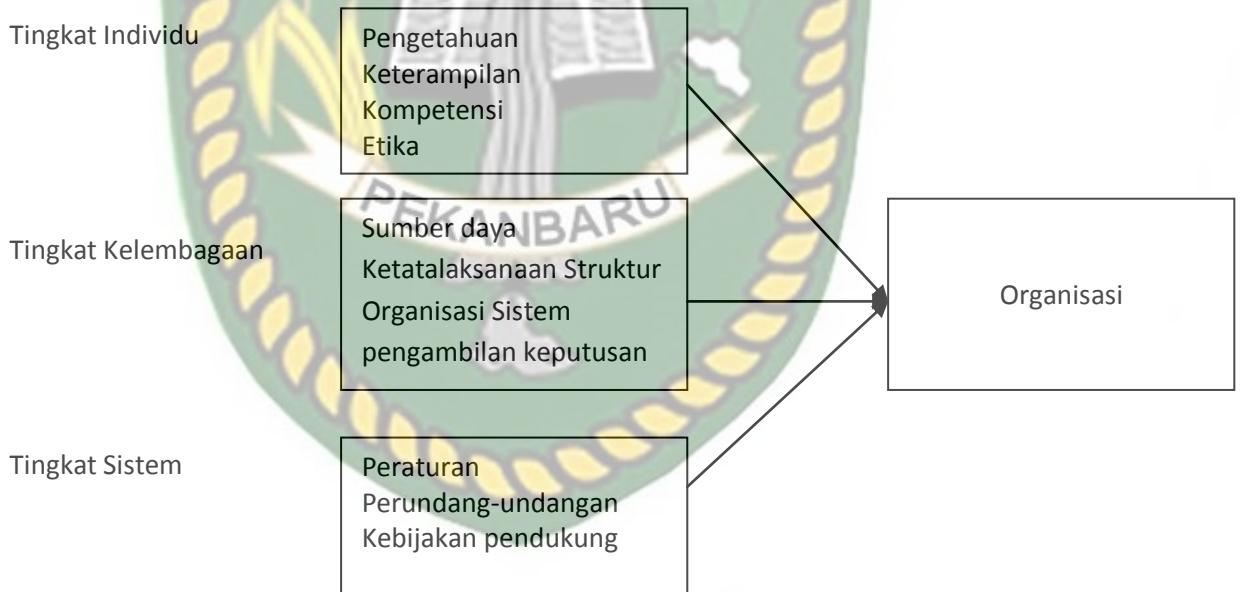 Tingkat Individu
Pengetahuan
Keterampilan
Kompetensi
Etika
PEKANBARU
Tingkat Kelembagaan
Sumber daya
Ketatalaksanaan Struktur
Organisasi Sistem
pengambilan keputusan
Organisasi
Tingkat Sistem
Peraturan
Perundang-undangan
Kebijakan pendukung